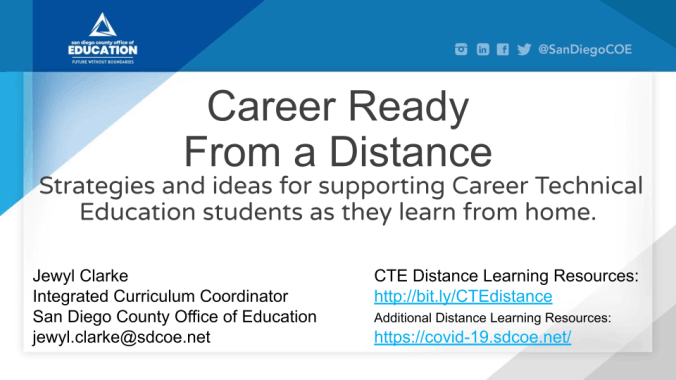 san diego county office of
EDUCATION
FUTURE WITHOUT BOUNDARIES
@SanDiegoCOE
Career Ready
From a Distance
Strategies and ideas for supporting Career Technical
Education students as they learn from home.
Jewyl Clarke
Integrated Curriculum Coordinator
San Diego County Office of Education
jewyl.clarke@sdcoe.net
CTE Distance Learning Resources:
http://bit.ly/CTEdistance
Additional Distance Learning Resources:
https://covid-19.sdcoe.net/